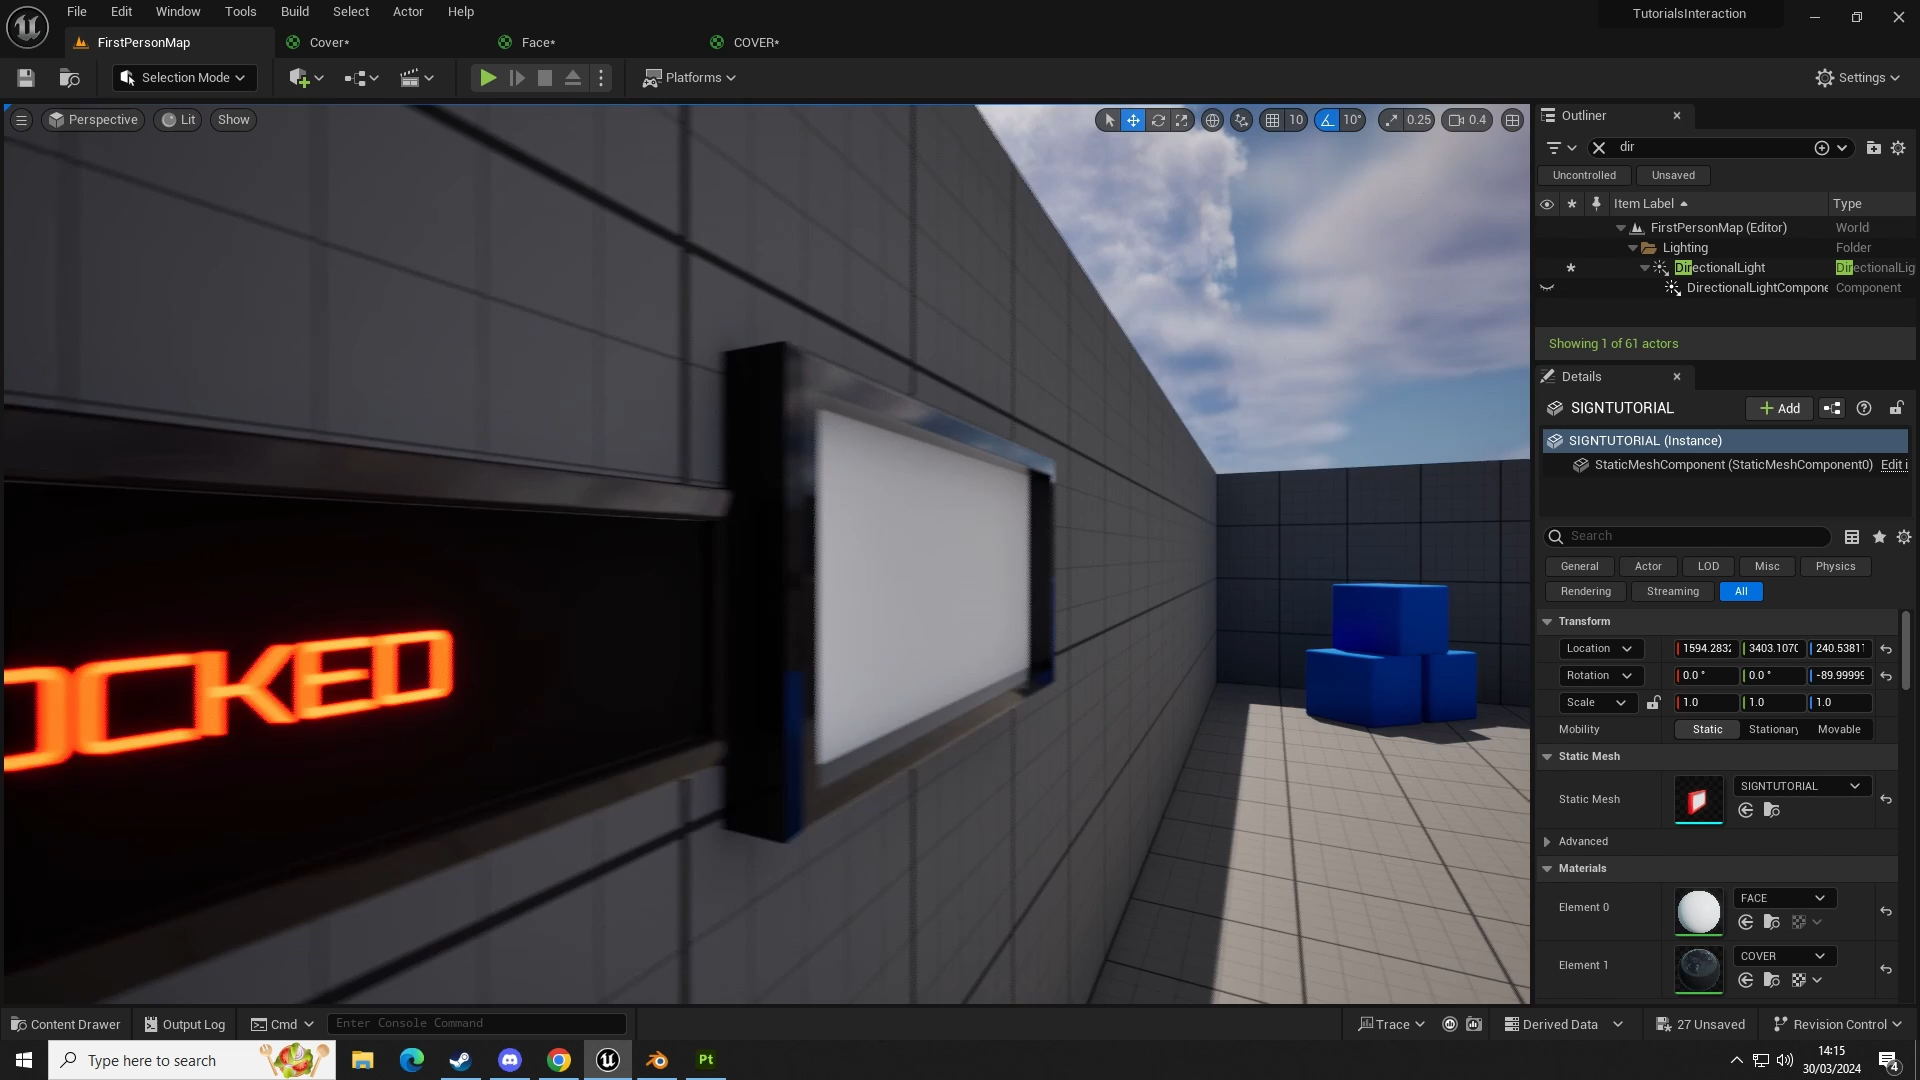 File Edit Window Tools Build Select Actor Help
TutorialsInteraction
FirstPersonMap Cover* Face* COVER*
Selection Mode Platforms Settings
Perspective Lit Show
10 10° 0.25 0.4
Outliner
dir
Uncontrolled Unsaved
Item Label Type
FirstPersonMap (Editor) World
Lighting Folder
DirectionalLight DirectionalLig
DirectionalLightCompone Component
Showing 1 of 61 actors
Details
SIGNTUTORIAL Add
SIGNTUTORIAL (Instance)
StaticMeshComponent (StaticMeshComponent0) Edit i
Search
General Actor LOD Misc Physics
Rendering Streaming All
Transform
Location 1594.283 3403.107 240.5381
Rotation 0.0 ° 0.0 ° -89.9999
Scale 1.0 1.0 1.0
Mobility Static Stationary Movable
Static Mesh
Static Mesh SIGNTUTORIAL
Advanced
Materials
Element 0 FACE
Element 1 COVER
OCKED
Content Drawer Output Log Cmd Enter Console Command Trace Derived Data 27 Unsaved Revision Control
Type here to search Pt
14:15
30/03/2024
4